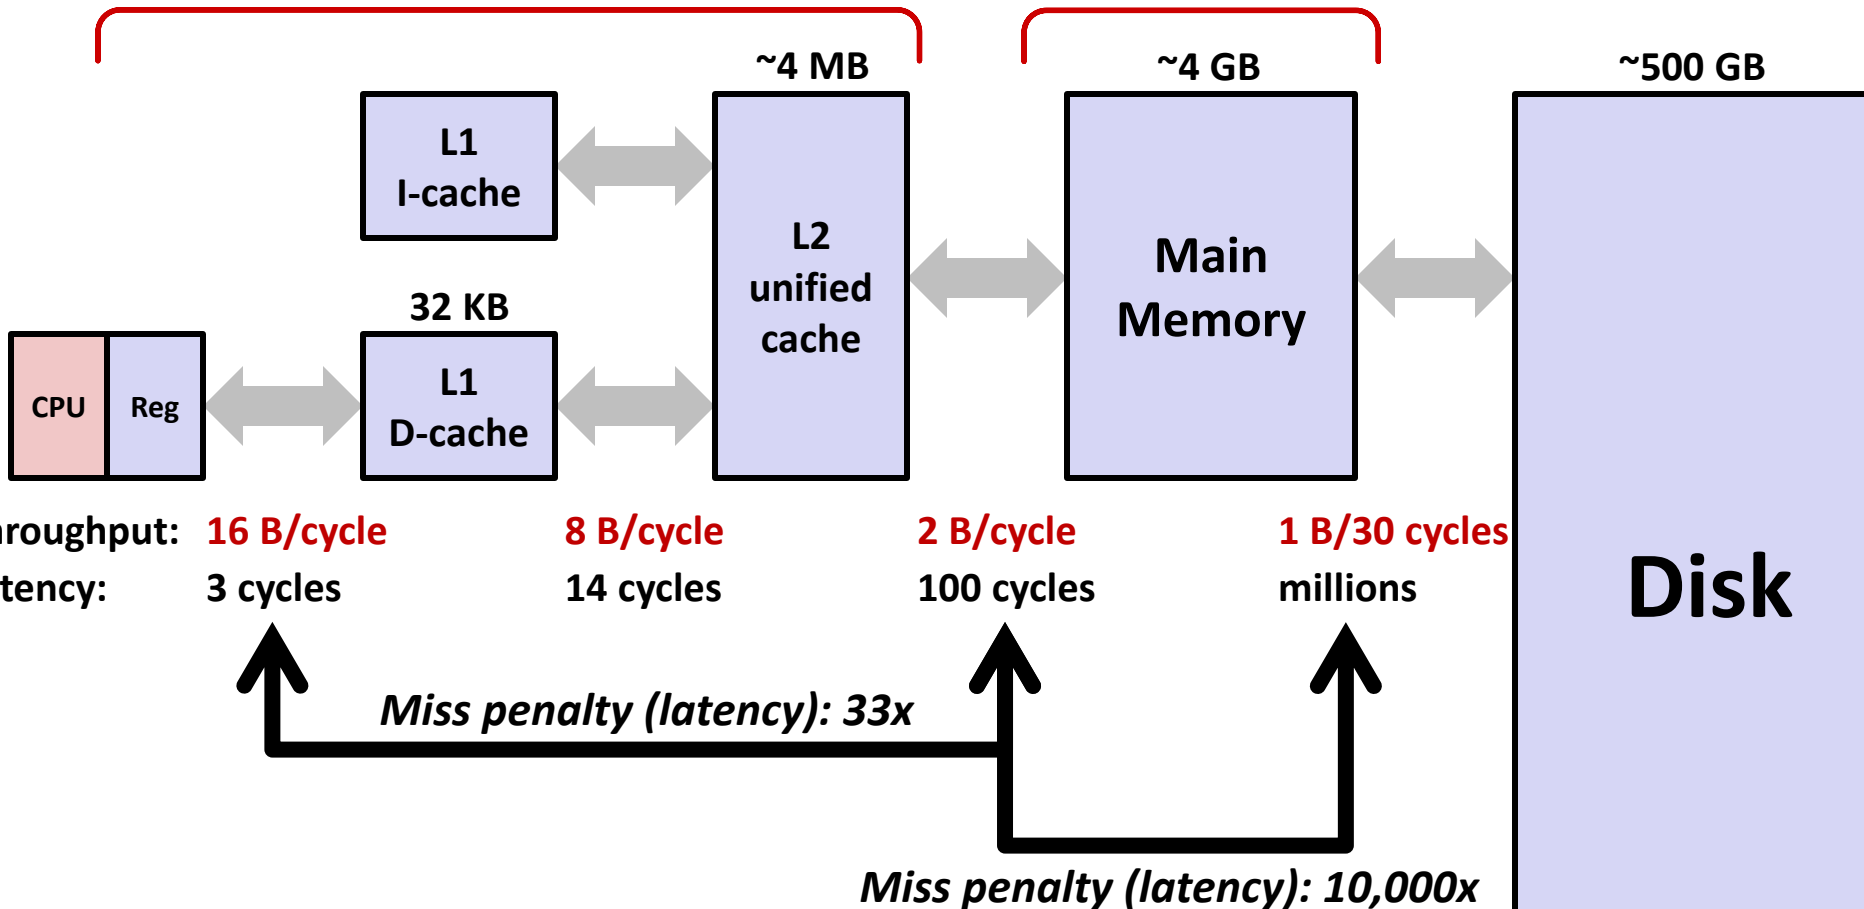 ~4 MB
~4 GB
~500 GB
L1
I-cache
L2
unified
cache
Main
Memory
32 KB
CPU
Reg
L1
D-cache
roughput: 16 B/cycle 8 B/cycle 2 B/cycle 1 B/30 cycles
tency: 3 cycles 14 cycles 100 cycles millions
Disk
Miss penalty (latency): 33x
Miss penalty (latency): 10,000x